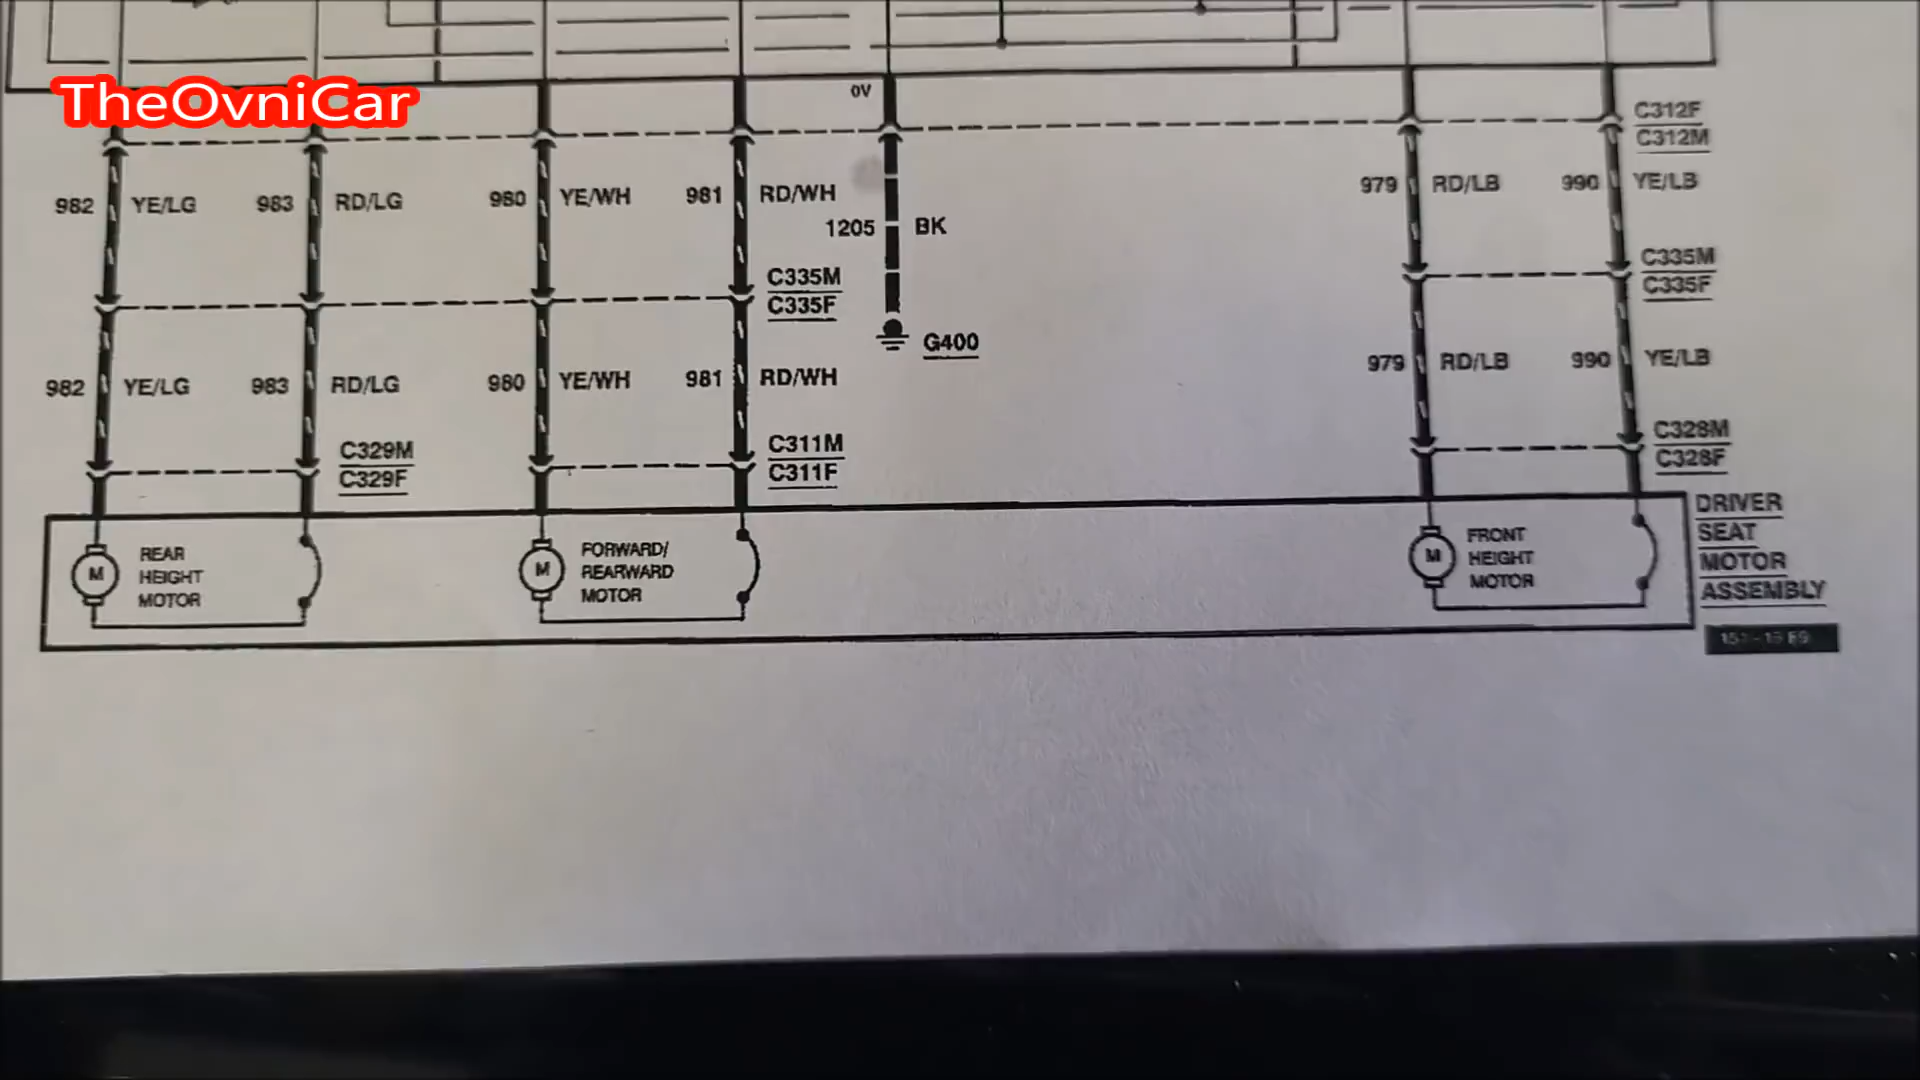 TheOvniCar
0V
C312F
C312M
982 YE/LG 983 RD/LG 980 YE/WH 981 RD/WH 979 RD/LB 990 YE/LB
1205 BK
C335M
C335F
C335M
C335F
G400
982 YE/LG 983 RD/LG 980 YE/WH 981 RD/WH 979 RD/LB 990 YE/LB
C329M
C329F
C311M
C311F
C328M
C328F
M
REAR
HEIGHT
MOTOR
M
FORWARD/
REARWARD
MOTOR
M
FRONT
HEIGHT
MOTOR
DRIVER
SEAT
MOTOR
ASSEMBLY